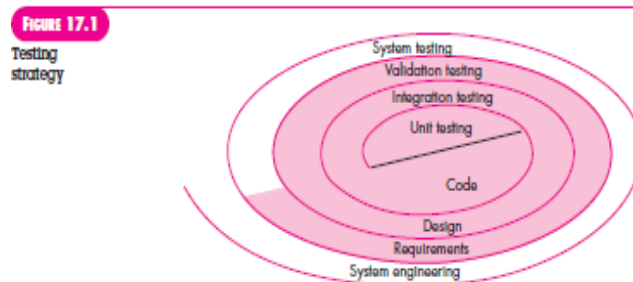 FIGURE 17.1
Testing
strategy
System testing
Validation testing
Integration testing
Unit testing
Code
Design
Requirements
System engineering